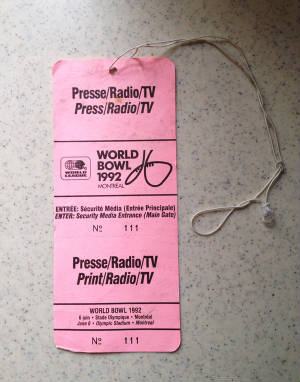 Presse/Radio/TV
Press/Radio/TV
WORLD LEAGUE
WORLD
BOWL
1992
MONTREAL
ENTRÉE: Sécurité Média (Entrée Principale)
ENTER: Security Media Entrance (Main Gate)
Nº 111
Presse/Radio/TV
Print/Radio/TV
WORLD BOWL 1992
6 juin • Stade Olympique • Montréal
June 6 • Olympic Stadium • Montreal
Nº 111